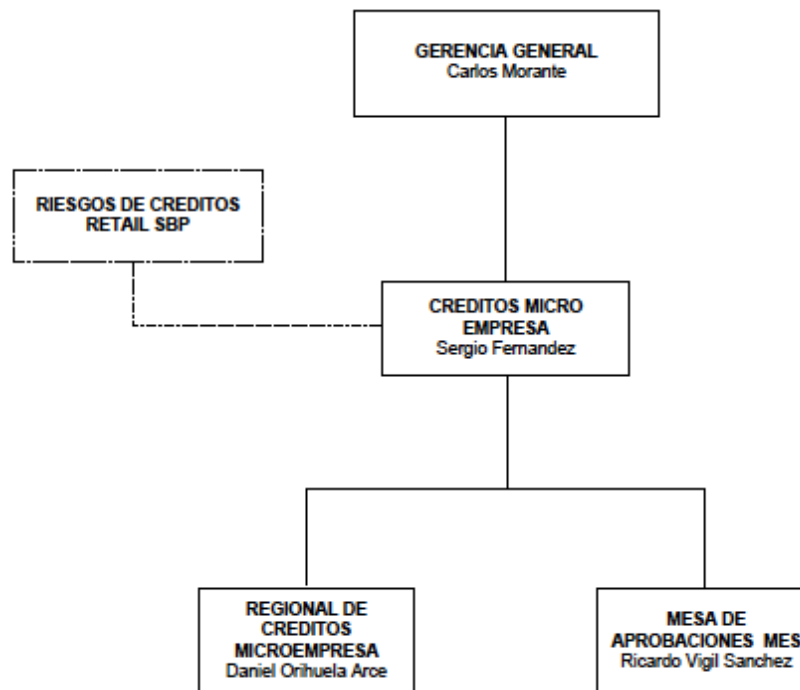 GERENCIA GENERAL
Carlos Morante
RIESGOS DE CREDITOS
RETAIL SBP
CREDITOS MICRO
EMPRESA
Sergio Fernandez
REGIONAL DE
CREDITOS
MICROEMPRESA
Daniel Orihuela Arce
MESA DE
APROBACIONES MES
Ricardo Vigil Sanchez